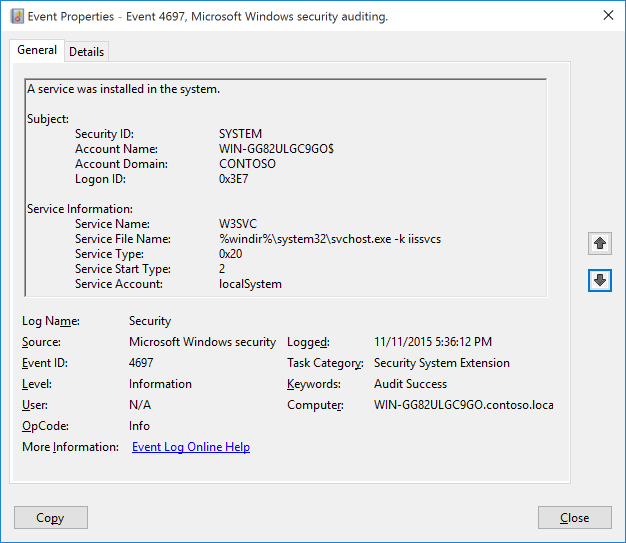 Event Properties - Event 4697, Microsoft Windows security auditing.
General Details
A service was installed in the system.
Subject:
Security ID: SYSTEM
Account Name: WIN-GG82ULGC9GO$
Account Domain: CONTOSO
Logon ID: 0x3E7
Service Information:
Service Name: W3SVC
Service File Name: %windir%\system32\svchost.exe -k iissvcs
Service Type: 0x20
Service Start Type: 2
Service Account: localSystem
Log Name: Security
Source: Microsoft Windows security Logged: 11/11/2015 5:36:12 PM
Event ID: 4697 Task Category: Security System Extension
Level: Information Keywords: Audit Success
User: N/A Computer: WIN-GG82ULGC9GO.contoso.loca
OpCode: Info
More Information: Event Log Online Help
Copy Close